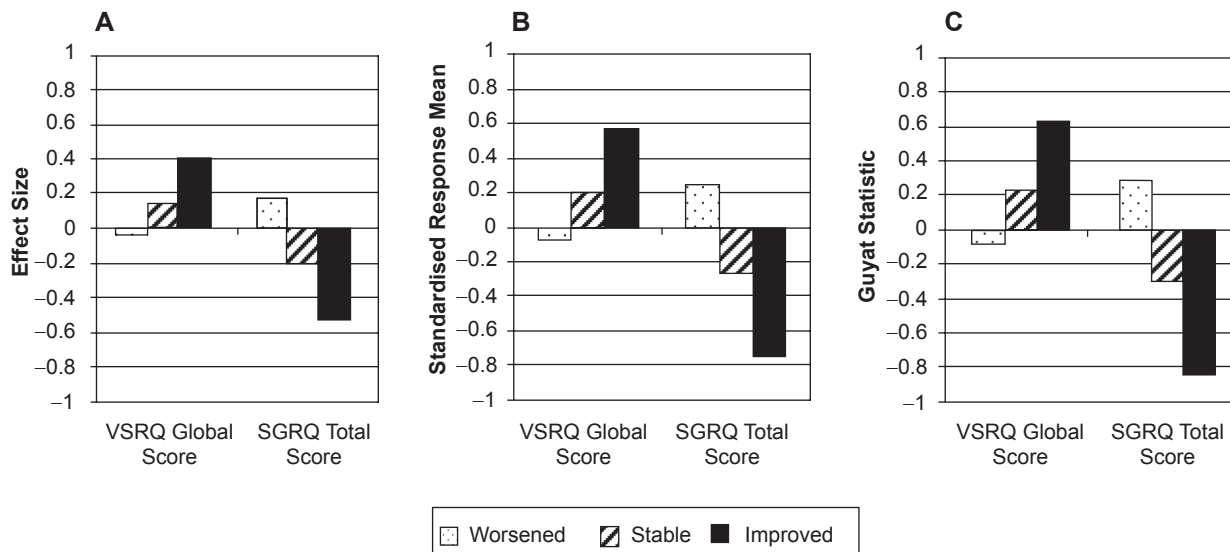 A
Effect Size
1
0.8
0.6
0.4
0.2
0
−0.2
−0.4
−0.6
−0.8
−1
VSRQ Global
Score
SGRQ Total
Score
B
Standardised Response Mean
1
0.8
0.6
0.4
0.2
0
−0.2
−0.4
−0.6
−0.8
−1
VSRQ Global
Score
SGRQ Total
Score
C
Guyat Statistic
1
0.8
0.6
0.4
0.2
0
−0.2
−0.4
−0.6
−0.8
−1
VSRQ Global
Score
SGRQ Total
Score
Worsened Stable Improved